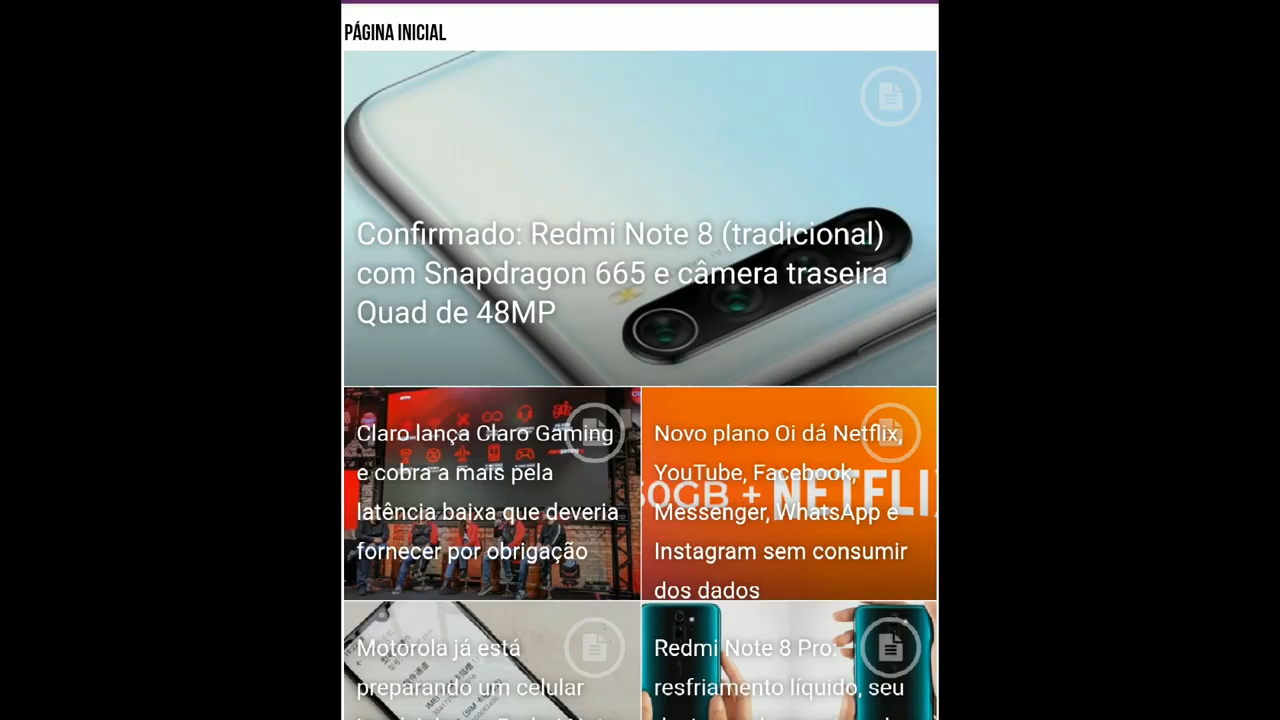 PÁGINA INICIAL
Confirmado: Redmi Note 8 (tradicional)
com Snapdragon 665 e câmera traseira
Quad de 48MP
Claro lança Claro Gaming
e cobra a mais pela
latência baixa que deveria
fornecer por obrigação
Novo plano Oi dá Netflix,
YouTube, Facebook,
Messenger, WhatsApp e
Instagram sem consumir
dos dados
0GB + NETFLIX
Motorola já está
preparando um celular
Redmi Note 8 Pro:
resfriamento líquido, seu